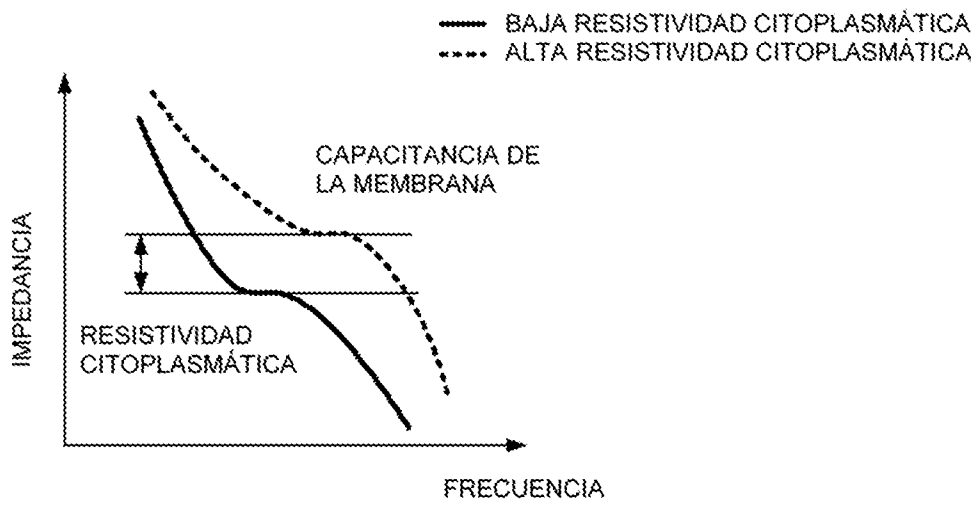 BAJA RESISTIVIDAD CITOPLASMÁTICA
ALTA RESISTIVIDAD CITOPLASMÁTICA
CAPACITANCIA DE
LA MEMBRANA
IMPEDANCIA
RESISTIVIDAD
CITOPLASMÁTICA
FRECUENCIA